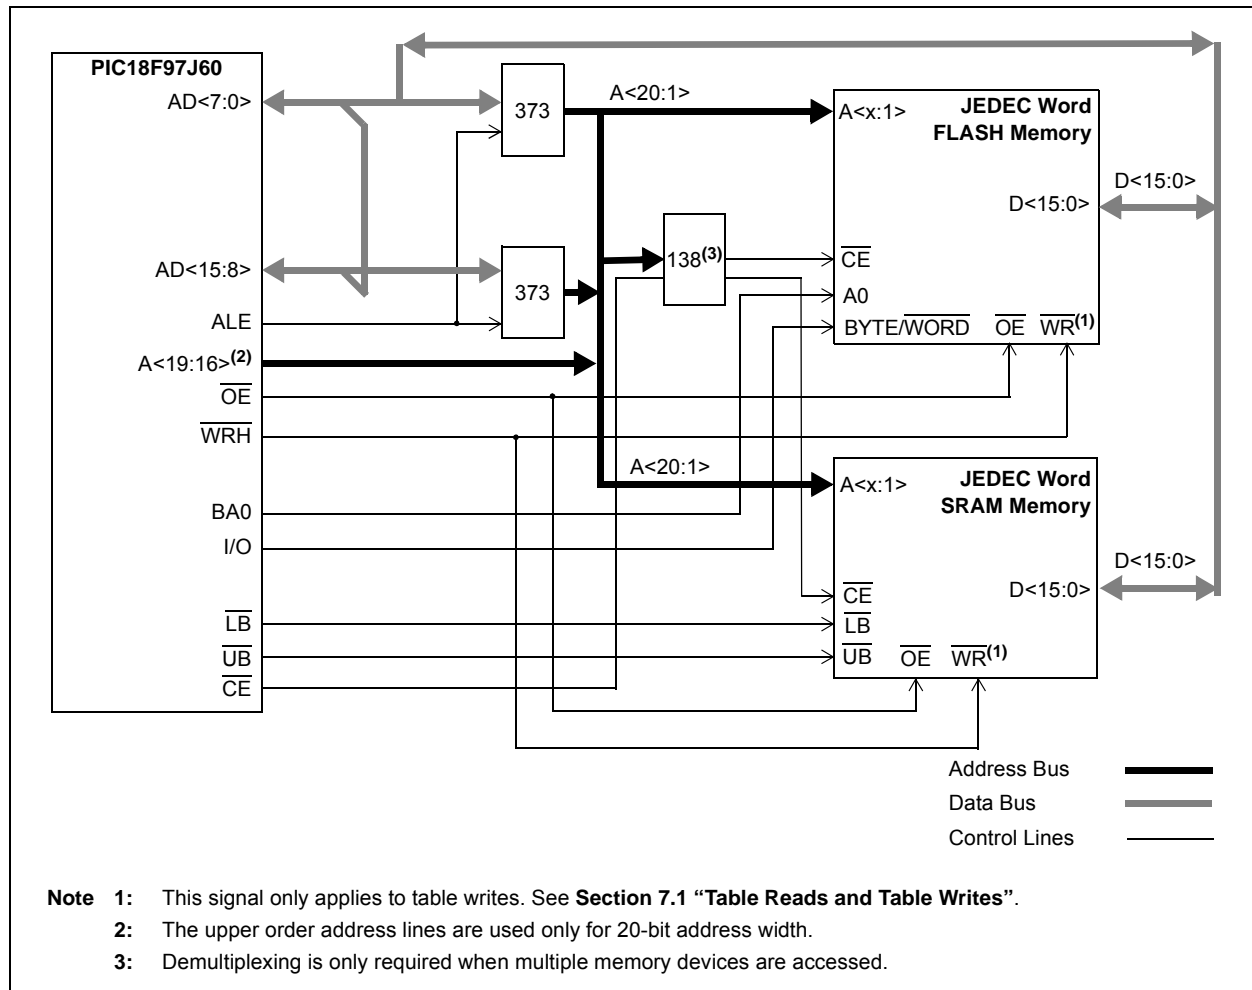 PIC18F97J60
AD<7:0>
AD<15:8>
ALE
A<19:16>(2)
OE
WRH
BA0
I/O
LB
UB
CE
373
373
A<20:1>
138(3)
A<20:1>
JEDEC Word
FLASH Memory
A<x:1>
D<15:0>
CE
A0
BYTE/WORD OE WR(1)
D<15:0>
JEDEC Word
SRAM Memory
A<x:1>
D<15:0>
CE
LB
UB OE WR(1)
D<15:0>
Address Bus
Data Bus
Control Lines
Note 1: This signal only applies to table writes. See Section 7.1 “Table Reads and Table Writes”.
2: The upper order address lines are used only for 20-bit address width.
3: Demultiplexing is only required when multiple memory devices are accessed.